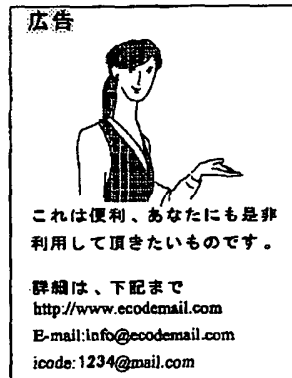 広告
これは便利、あなたにも是非
利用して頂きたいものです。
詳細は、下記まで
http://www.ecodemail.com
E-mail:info@ecodemail.com
icode:1234@mail.com